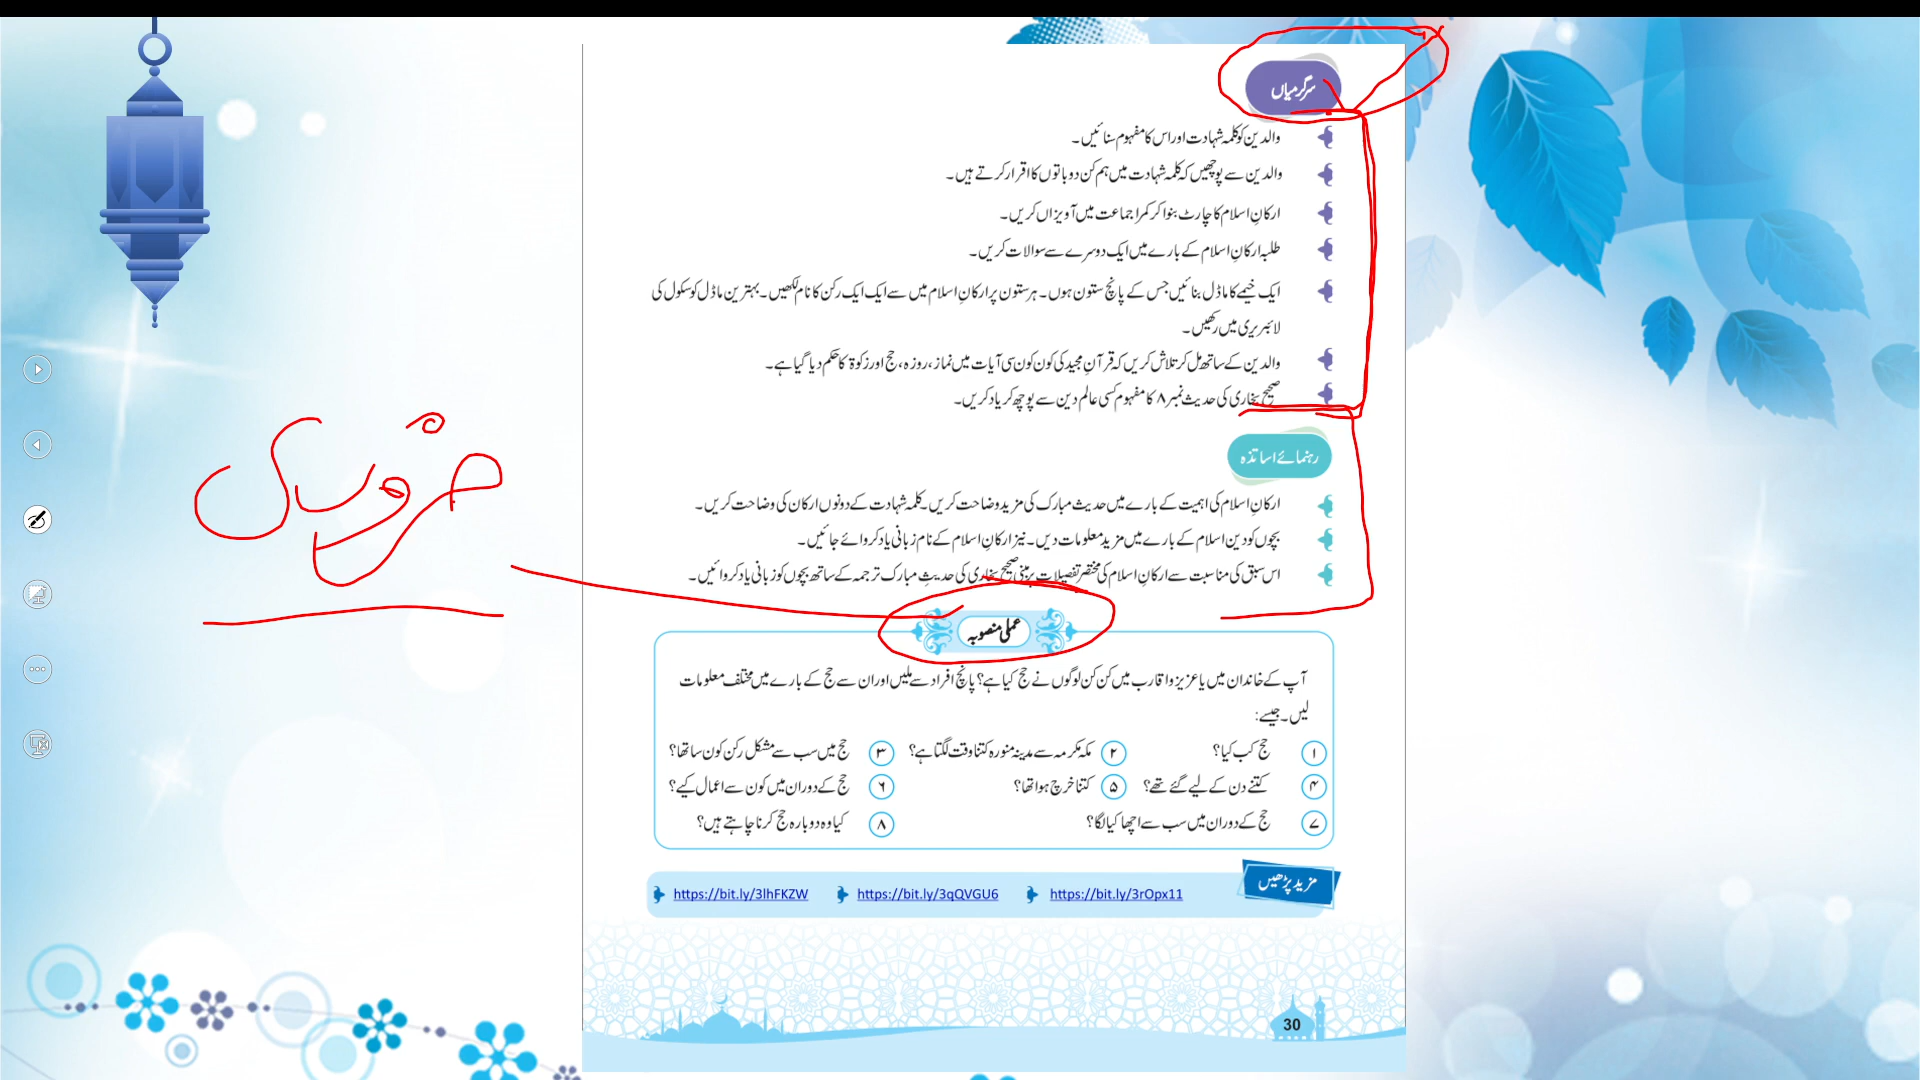 سرگرمیاں
والدین کو کلمہ شہادت اور اس کا مفہوم سنائیں۔
والدین سے پوچھیں کہ کلمہ شہادت میں ہم کن دو باتوں کا اقرار کرتے ہیں۔
ارکانِ اسلام کا چارٹ بنوا کر کمرا جماعت میں آویزاں کریں۔
طلبہ ارکانِ اسلام کے بارے میں ایک دوسرے سے سوالات کریں۔
ایک خیمے کا ماڈل بنائیں جس کے پانچ ستون ہوں۔ ہر ستون پر ارکانِ اسلام میں سے ایک ایک رکن کا نام لکھیں۔ بہترین ماڈل کو سکول کی
لائبریری میں رکھیں۔
والدین کے ساتھ مل کر تلاش کریں کہ قرآنِ مجید کی کون کون سی آیات میں نماز، روزہ، حج اور زکوٰۃ کا حکم دیا گیا ہے۔
صحیح بخاری کی حدیث نمبر ۸ کا مفہوم کسی عالم دین سے پوچھ کر یاد کریں۔
رہنمائے اساتذہ
ارکانِ اسلام کی اہمیت کے بارے میں حدیث مبارک کی مزید وضاحت کریں۔ کلمہ شہادت کے دونوں ارکان کی وضاحت کریں۔
بچوں کو دین اسلام کے بارے میں مزید معلومات دیں۔ نیز ارکانِ اسلام کے نام زبانی یاد کروائے جائیں۔
اس سبق کی مناسبت سے ارکانِ اسلام کی مختصر تفصیلات پر مبنی صحیح بخاری کی حدیثِ مبارک ترجمہ کے ساتھ بچوں کو زبانی یاد کروائیں۔
عملی منصوبہ
آپ کے خاندان میں یا عزیز و اقارب میں کن کن لوگوں نے حج کیا ہے؟ پانچ افراد سے ملیں اور ان سے حج کے بارے میں مختلف معلومات
لیں۔ جیسے:
۱ حج کب کیا؟ ۲ مکہ مکرمہ سے مدینہ منورہ کتنا وقت لگتا ہے؟ ۳ حج میں سب سے مشکل رکن کون سا تھا؟
۴ کتنے دن کے لیے گئے تھے؟ ۵ کتنا خرچ ہوا تھا؟ ۶ حج کے دوران میں کون سے اعمال کیے؟
۷ حج کے دوران میں سب سے اچھا کیا لگا؟ ۸ کیا وہ دوبارہ حج کرنا چاہتے ہیں؟
مزید پڑھیں
https://bit.ly/3lhFKZW https://bit.ly/3qQVGU6 https://bit.ly/3rOpx11
30